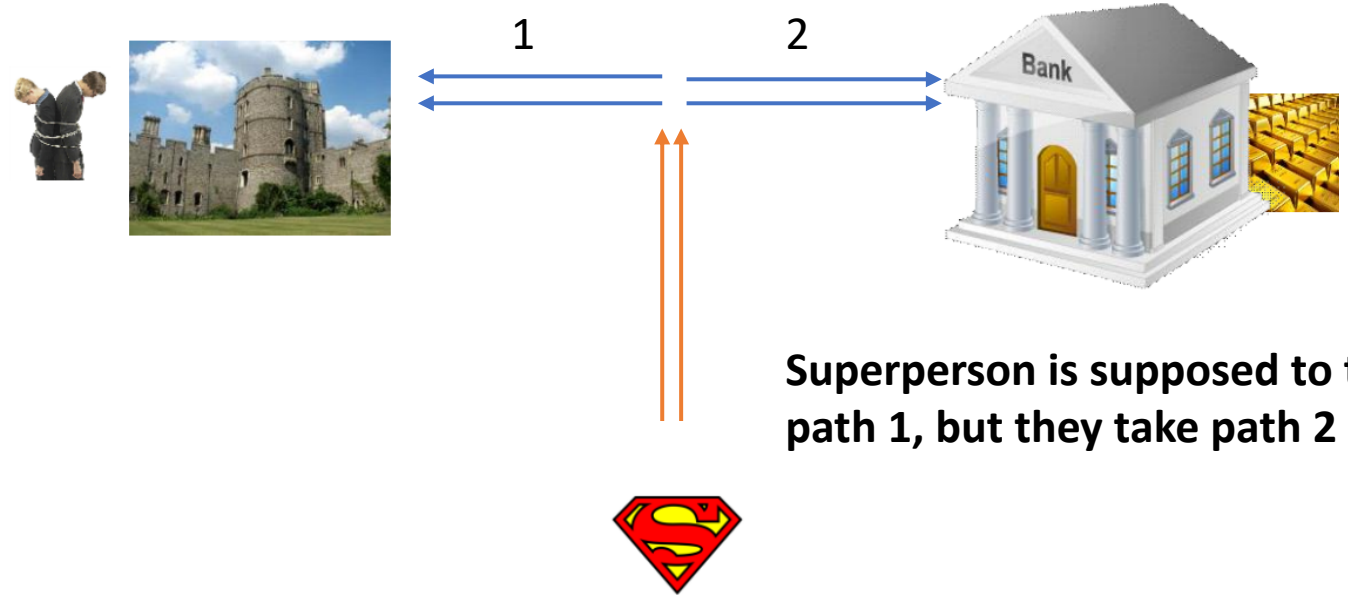 1
2
Bank
Superperson is supposed to
path 1, but they take path 2
S